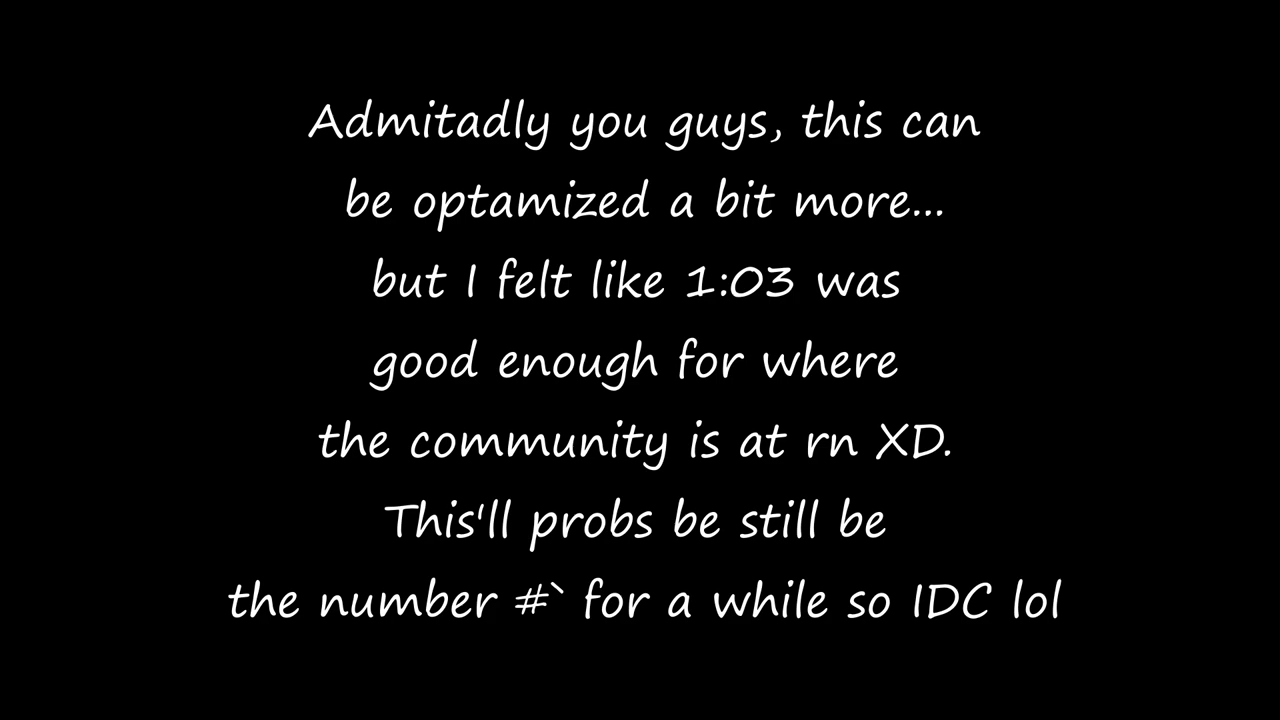 Admitadly you guys, this can
be optamized a bit more...
but I felt like 1:03 was
good enough for where
the community is at rn XD.
This'll probs be still be
the number #` for a while so IDC lol